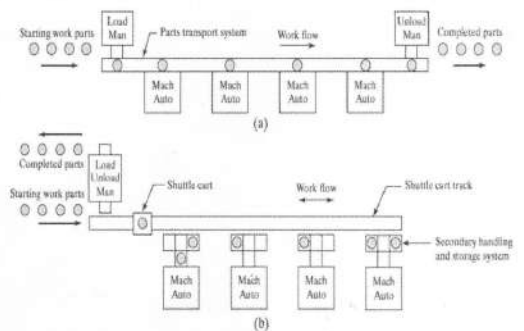 Load
Man
Unload
Man
Starting work parts
Parts transport system
Work flow
Completed parts
Mach
Auto
Mach
Auto
Mach
Auto
Mach
Auto
(a)
Completed parts
Load
Unload
Man
Starting work parts
Shuttle cart
Work flow
Shuttle cart track
Secondary handling
and storage system
Mach
Auto
Mach
Auto
Mach
Auto
Mach
Auto
(b)